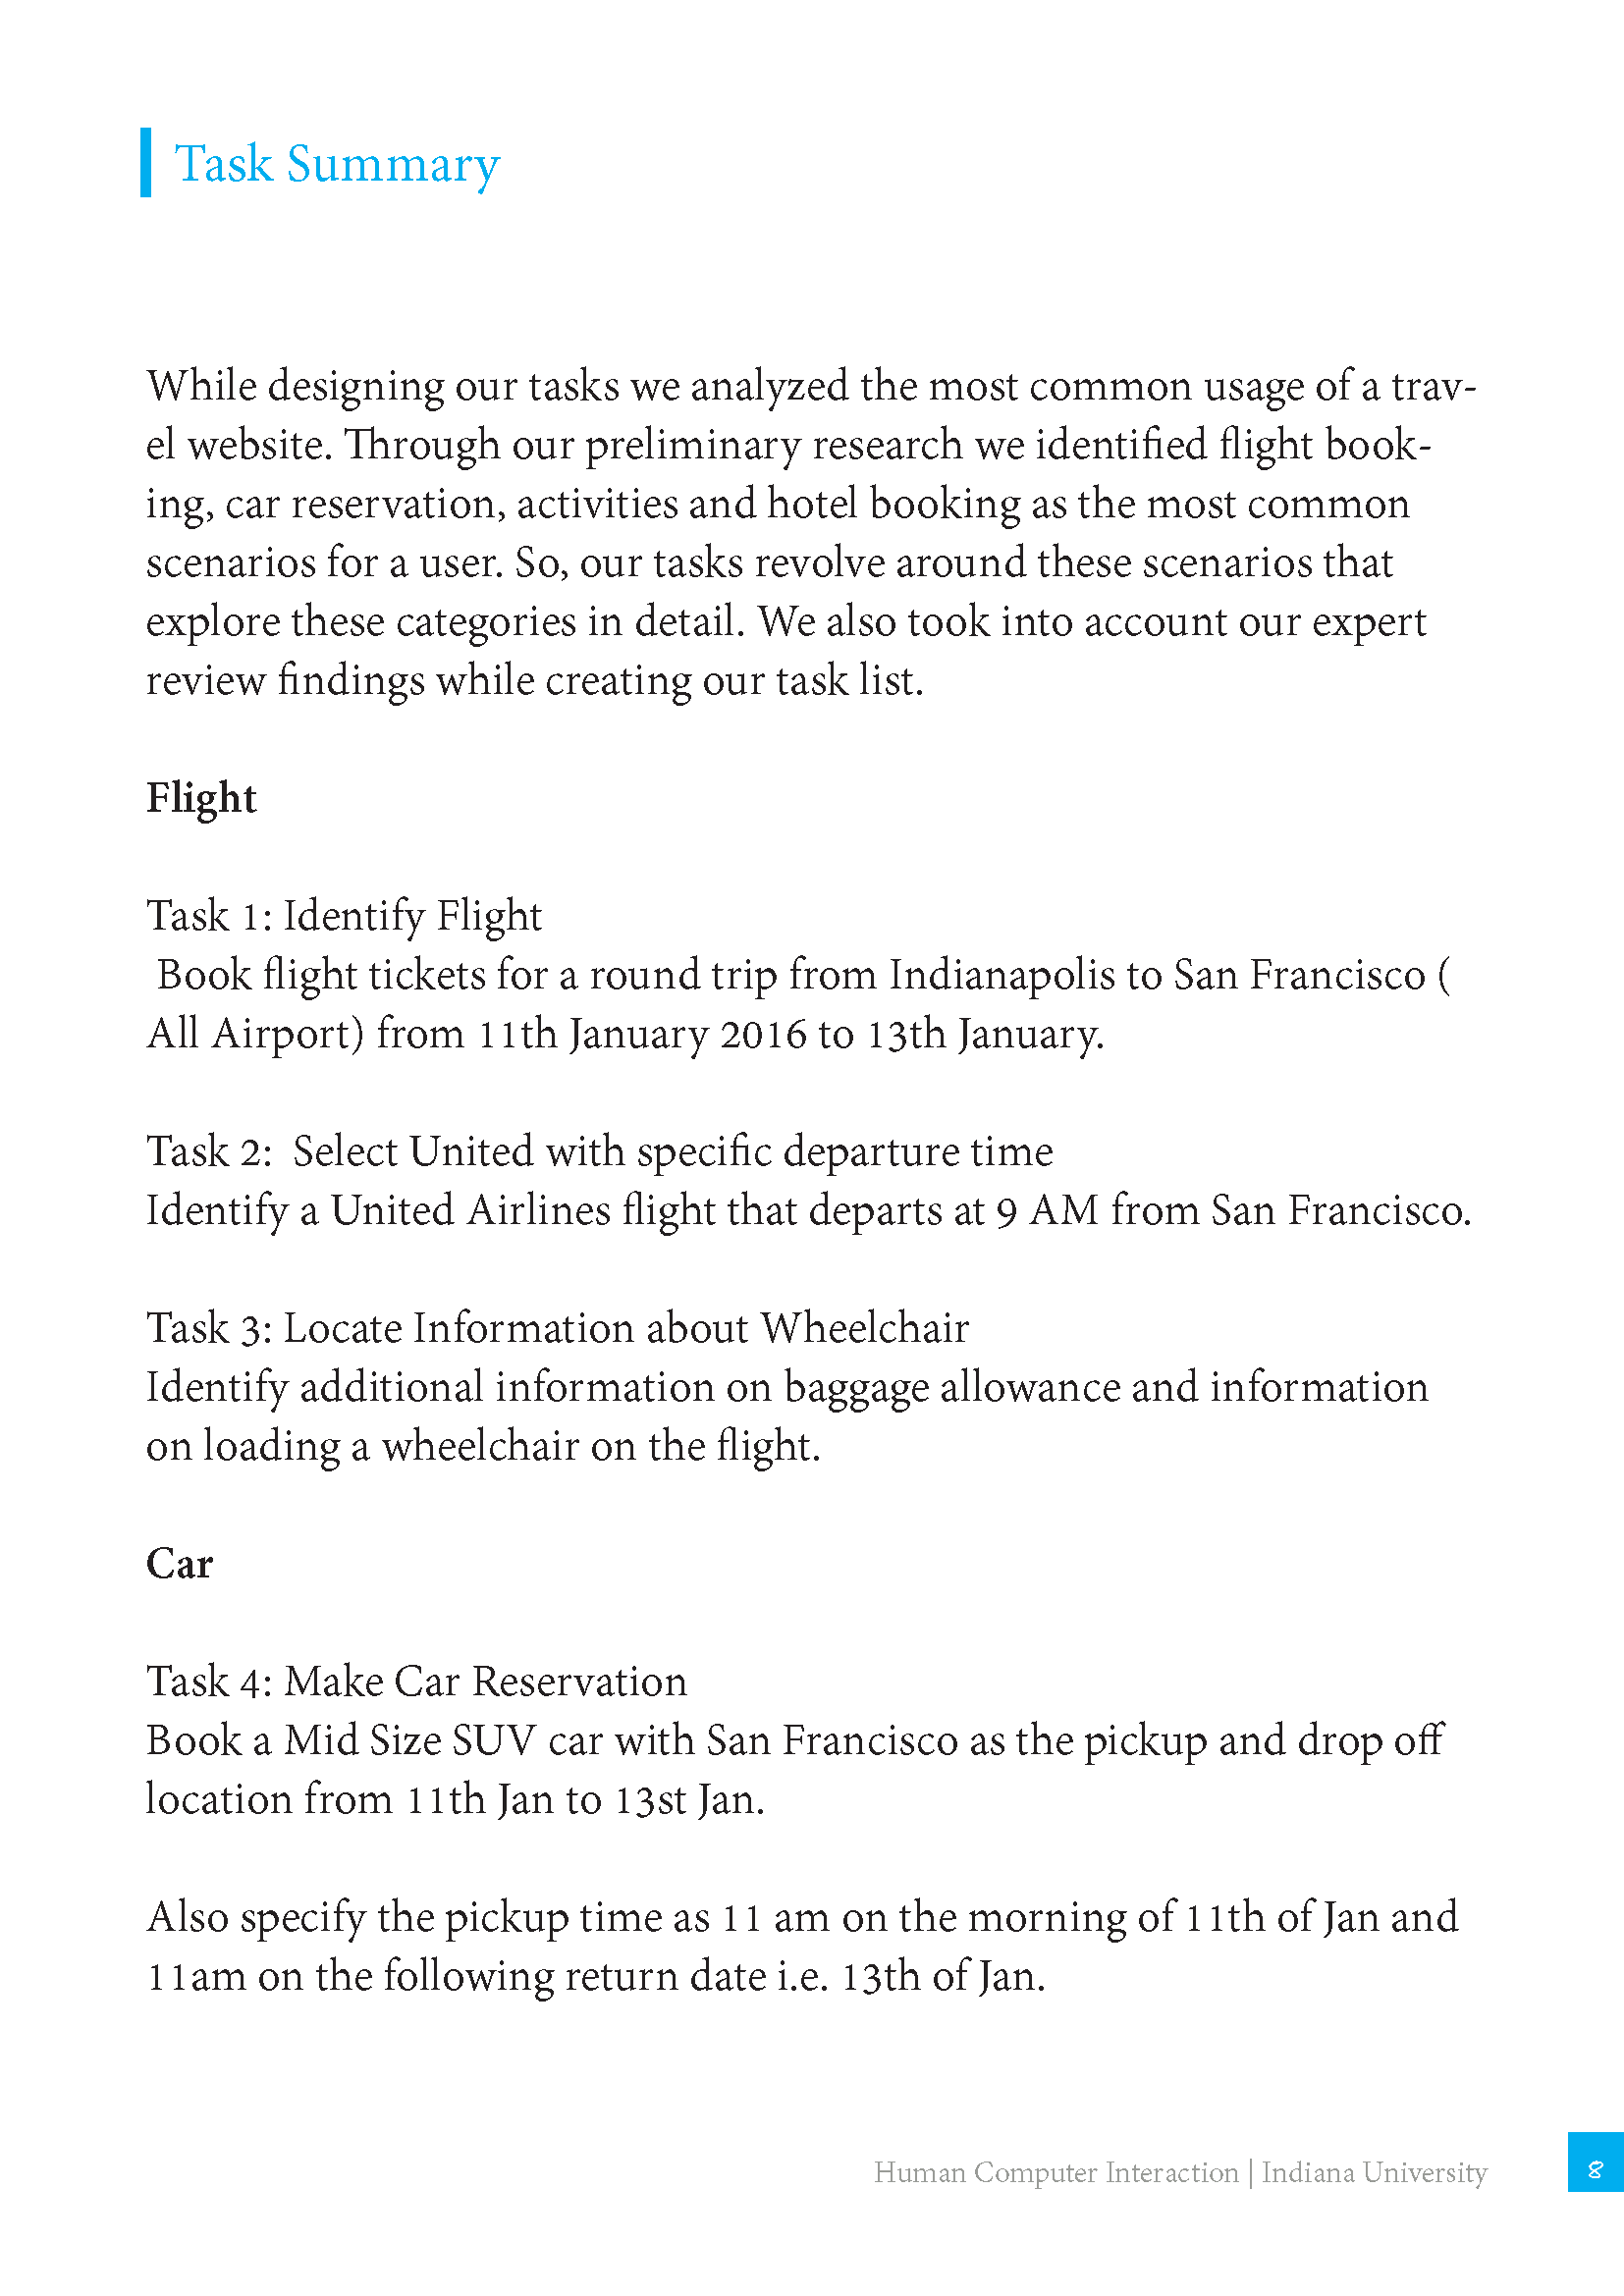 Task Summary
While designing our tasks we analyzed the most common usage of a trav-
el website. Through our preliminary research we identified flight book-
ing, car reservation, activities and hotel booking as the most common
scenarios for a user. So, our tasks revolve around these scenarios that
explore these categories in detail. We also took into account our expert
review findings while creating our task list.
Flight
Task 1: Identify Flight
Book flight tickets for a round trip from Indianapolis to San Francisco (
All Airport) from 11th January 2016 to 13th January.
Task 2:  Select United with specific departure time
Identify a United Airlines flight that departs at 9 AM from San Francisco.
Task 3: Locate Information about Wheelchair
Identify additional information on baggage allowance and information
on loading a wheelchair on the flight.
Car
Task 4: Make Car Reservation
Book a Mid Size SUV car with San Francisco as the pickup and drop off
location from 11th Jan to 13st Jan.
Also specify the pickup time as 11 am on the morning of 11th of Jan and
11am on the following return date i.e. 13th of Jan.
Human Computer Interaction | Indiana University
8